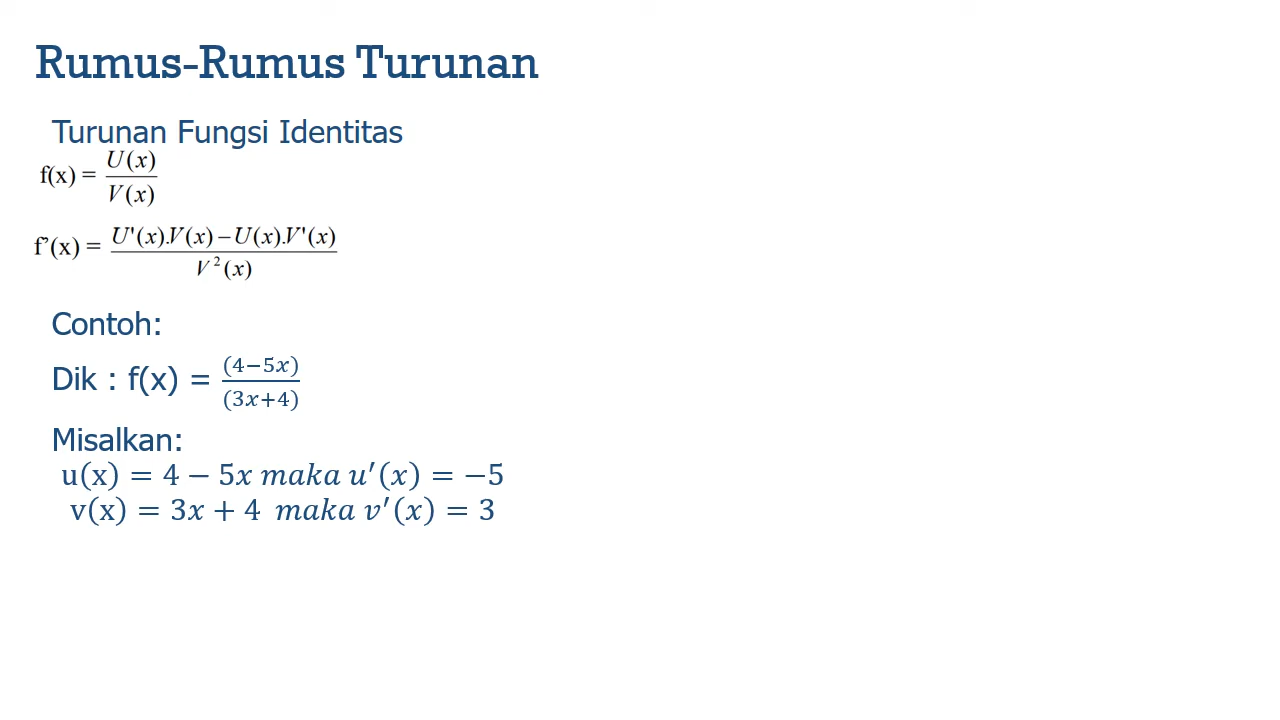 Rumus-Rumus Turunan
Turunan Fungsi Identitas
f(x) = U(x)/V(x)
f’(x) = U'(x).V(x) − U(x).V'(x)/V²(x)
Contoh:
Dik : f(x) = (4−5x)/(3x+4)
Misalkan:
u(x) = 4 − 5x maka u′(x) = −5
v(x) = 3x + 4 maka v′(x) = 3